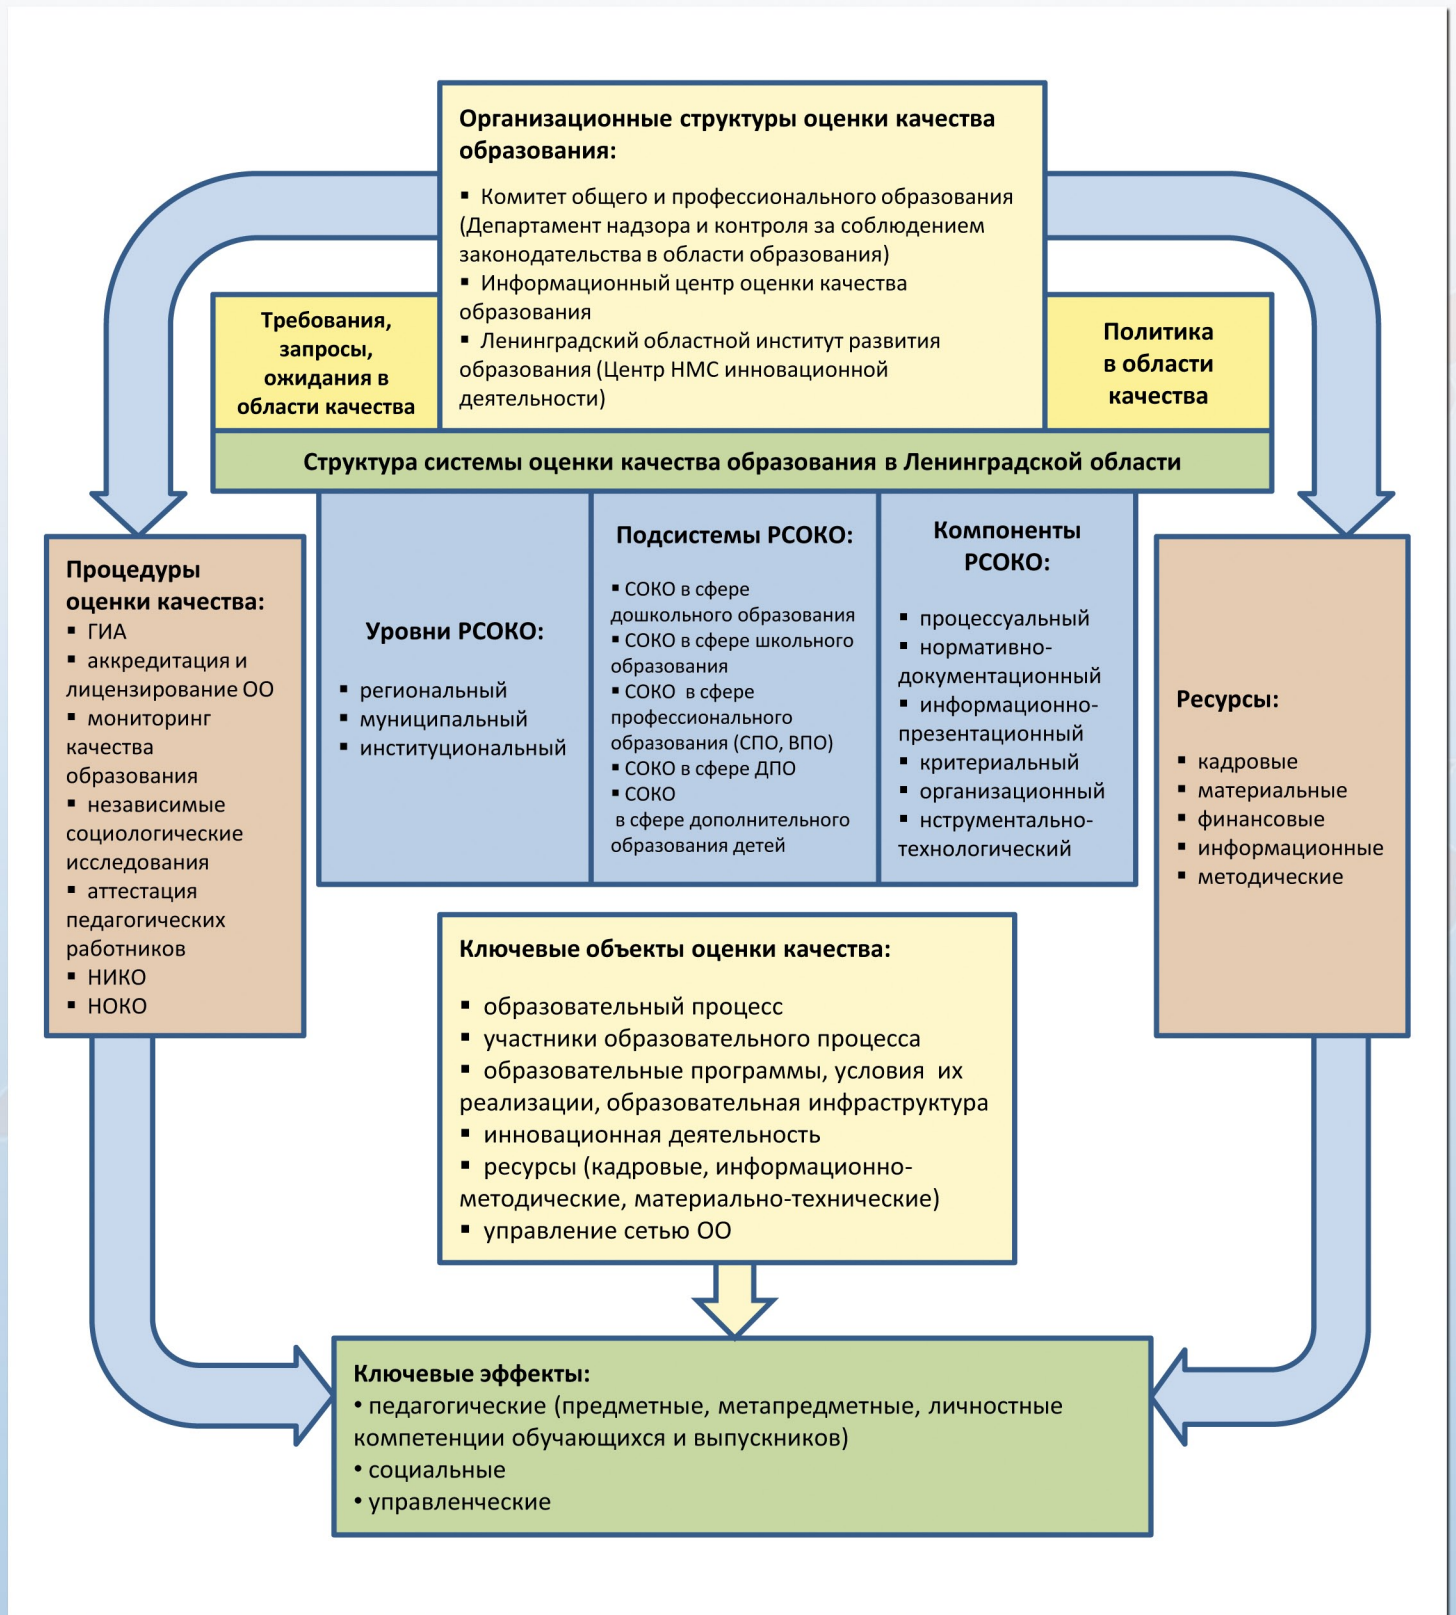 Организационные структуры оценки качества
образования:
▪ Комитет общего и профессионального образования
(Департамент надзора и контроля за соблюдением
законодательства в области образования)
▪ Информационный центр оценки качества
образования
▪ Ленинградский областной институт развития
образования (Центр НМС инновационной
деятельности)
Требования,
запросы,
ожидания в
области качества
Политика
в области
качества
Структура системы оценки качества образования в Ленинградской области
Процедуры
оценки качества:
▪ ГИА
▪ аккредитация и
лицензирование ОО
▪ мониторинг
качества
образования
▪ независимые
социологические
исследования
▪ аттестация
педагогических
работников
▪ НИКО
▪ НОКО
Уровни РСОКО:
▪ региональный
▪ муниципальный
▪ институциональный
Подсистемы РСОКО:
▪ СОКО в сфере
дошкольного образования
▪ СОКО в сфере школьного
образования
▪ СОКО в сфере
профессионального
образования (СПО, ВПО)
▪ СОКО в сфере ДПО
▪ СОКО
в сфере дополнительного
образования детей
Компоненты
РСОКО:
▪ процессуальный
▪ нормативно-
документационный
▪ информационно-
презентационный
▪ критериальный
▪ организационный
▪ нструментально-
технологический
Ресурсы:
▪ кадровые
▪ материальные
▪ финансовые
▪ информационные
▪ методические
Ключевые объекты оценки качества:
▪ образовательный процесс
▪ участники образовательного процесса
▪ образовательные программы, условия их
реализации, образовательная инфраструктура
▪ инновационная деятельность
▪ ресурсы (кадровые, информационно-
методические, материально-технические)
▪ управление сетью ОО
Ключевые эффекты:
• педагогические (предметные, метапредметные, личностные
компетенции обучающихся и выпускников)
• социальные
• управленческие